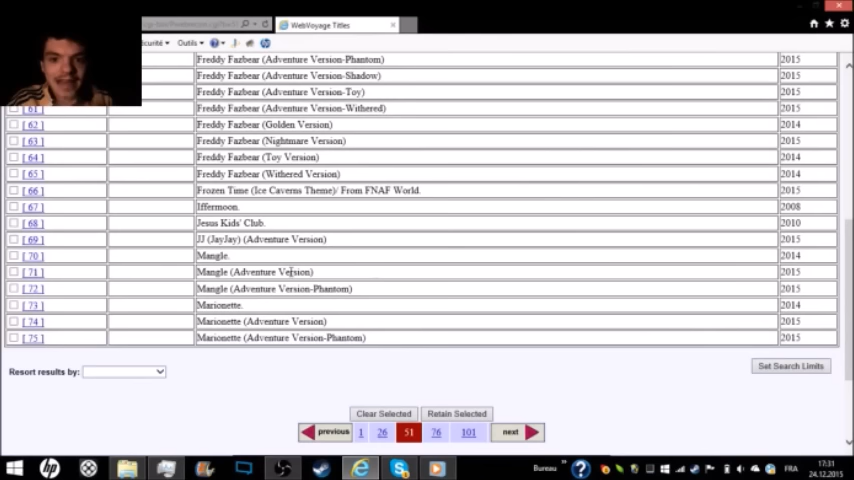 WebVoyage Titles
Sécurité Outils
Freddy Fazbear (Adventure Version-Phantom) 2015
Freddy Fazbear (Adventure Version-Shadow) 2015
Freddy Fazbear (Adventure Version-Toy) 2015
[ 61 ] Freddy Fazbear (Adventure Version-Withered) 2015
[ 62 ] Freddy Fazbear (Golden Version) 2014
[ 63 ] Freddy Fazbear (Nightmare Version) 2015
[ 64 ] Freddy Fazbear (Toy Version) 2014
[ 65 ] Freddy Fazbear (Withered Version) 2014
[ 66 ] Frozen Time (Ice Caverns Theme)/ From FNAF World. 2015
[ 67 ] Iffermoon. 2008
[ 68 ] Jesus Kids' Club. 2010
[ 69 ] JJ (JayJay) (Adventure Version) 2015
[ 70 ] Mangle. 2014
[ 71 ] Mangle (Adventure Version) 2015
[ 72 ] Mangle (Adventure Version-Phantom) 2015
[ 73 ] Marionette. 2014
[ 74 ] Marionette (Adventure Version) 2015
[ 75 ] Marionette (Adventure Version-Phantom) 2015
Resort results by: Set Search Limits
Clear Selected Retain Selected
previous 1 26 51 76 101 next
Bureau FRA 17:31
24.12.2015